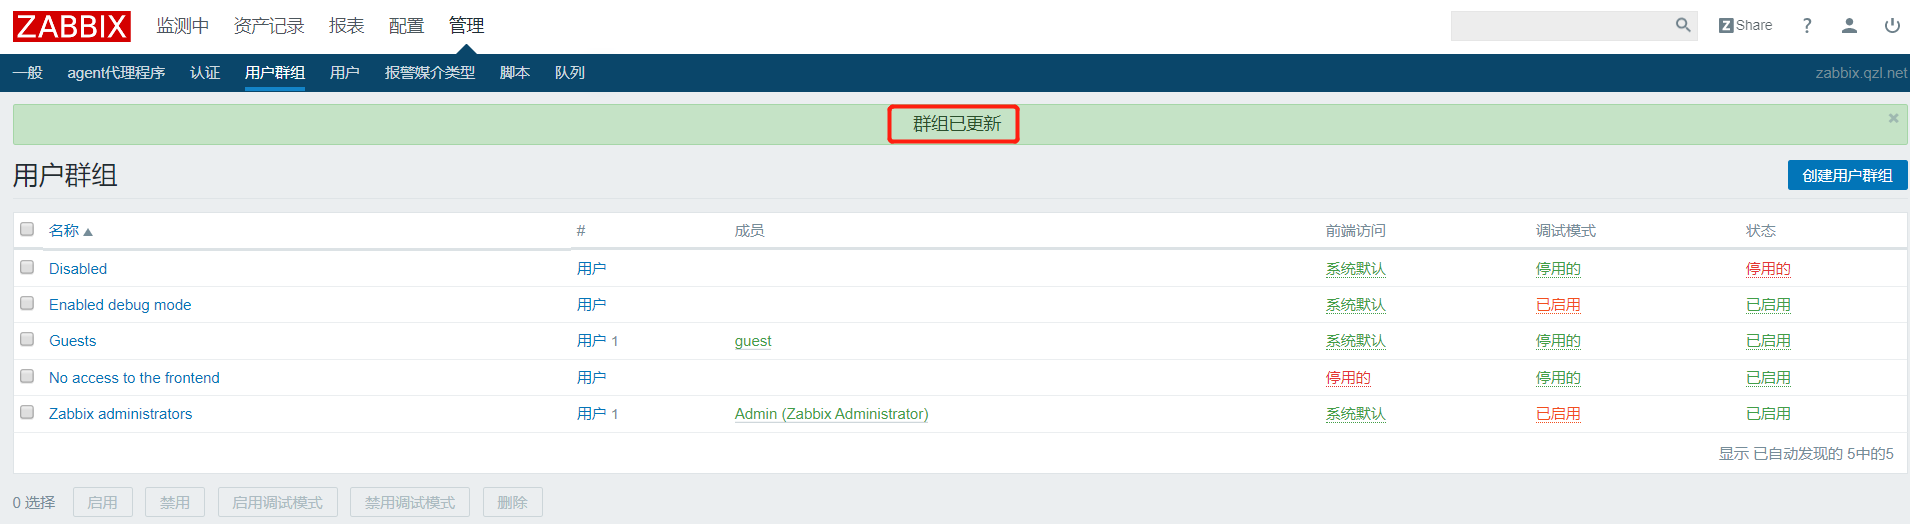 ZABBIX 监测中 资产记录 报表 配置 管理 Z Share ?
一般 agent代理程序 认证 用户群组 用户 报警媒介类型 脚本 队列 zabbix.qzl.net
群组已更新
用户群组 创建用户群组
名称 # 成员 前端访问 调试模式 状态
Disabled 用户 系统默认 停用的 停用的
Enabled debug mode 用户 系统默认 已启用 已启用
Guests 用户 1 guest 系统默认 停用的 已启用
No access to the frontend 用户 停用的 停用的 已启用
Zabbix administrators 用户 1 Admin (Zabbix Administrator) 系统默认 已启用 已启用
显示 已自动发现的 5中的5
0 选择 启用 禁用 启用调试模式 禁用调试模式 删除